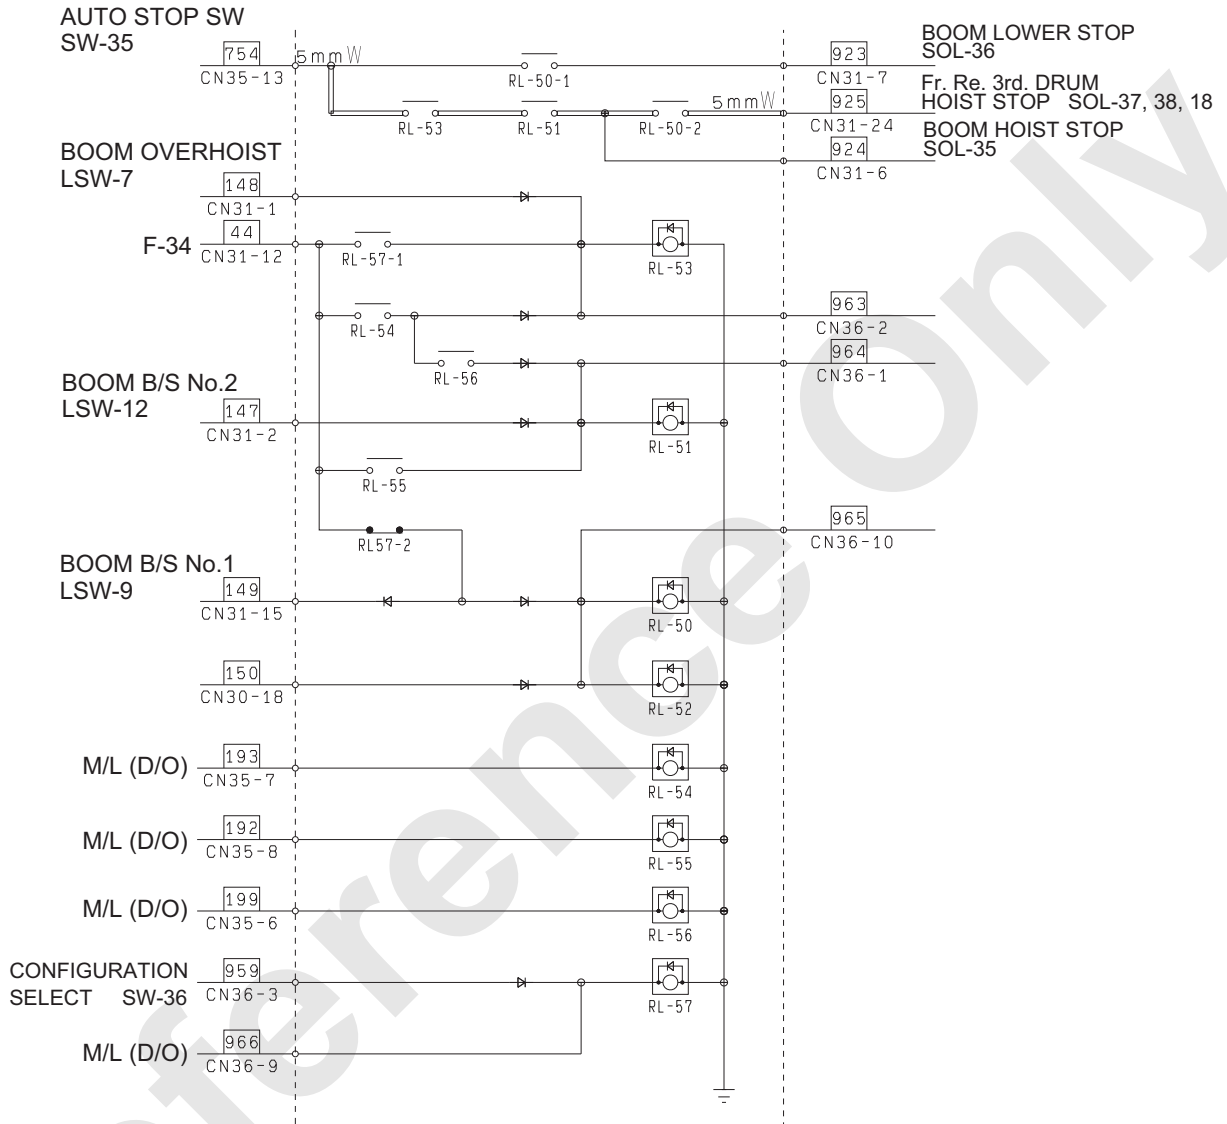 AUTO STOP SW
SW-35
754
CN35-13
5mmW
RL-50-1
923
CN31-7
BOOM LOWER STOP
SOL-36
RL-53
RL-51
RL-50-2
5mmW
925
CN31-24
Fr. Re. 3rd. DRUM
HOIST STOP SOL-37, 38, 18
924
CN31-6
BOOM HOIST STOP
SOL-35
BOOM OVERHOIST
LSW-7
148
CN31-1
F-34
44
CN31-12
RL-57-1
RL-53
RL-54
963
CN36-2
RL-56
964
CN36-1
BOOM B/S No.2
LSW-12
147
CN31-2
RL-51
RL-55
RL57-2
965
CN36-10
BOOM B/S No.1
LSW-9
149
CN31-15
RL-50
150
CN30-18
RL-52
M/L (D/O)
193
CN35-7
RL-54
M/L (D/O)
192
CN35-8
RL-55
M/L (D/O)
199
CN35-6
RL-56
CONFIGURATION
SELECT SW-36
959
CN36-3
RL-57
M/L (D/O)
966
CN36-9
eference Only